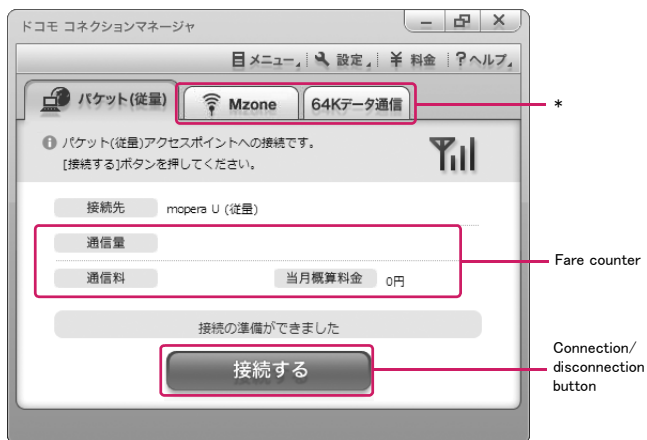 ドコモ コネクションマネージャ
メニュー 設定 ¥ 料金 ? ヘルプ
パケット(従量) Mzone 64Kデータ通信
*
パケット(従量)アクセスポイントへの接続です。
[接続する]ボタンを押してください。
接続先 mopera U (従量)
通信量
通信料 当月概算料金 0円
Fare counter
接続の準備ができました
接続する
Connection/
disconnection
button